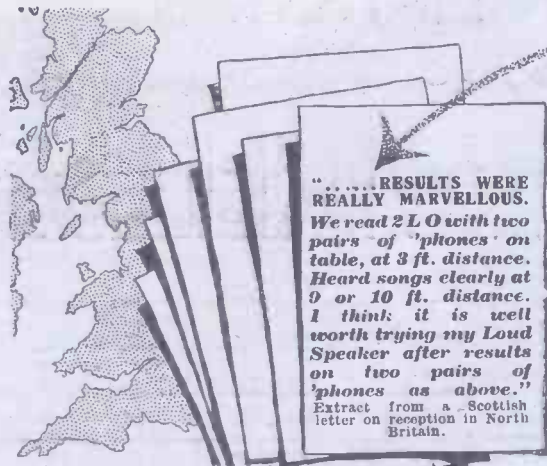 "......RESULTS WERE
REALLY MARVELLOUS.
We read 2 L O with two
pairs of 'phones on
table, at 3 ft. distance.
Heard songs clearly at
9 or 10 ft. distance.
I think it is well
worth trying my Loud
Speaker after results
on two pairs of
'phones as above."
Extract from a Scottish
letter on reception in North
Britain.